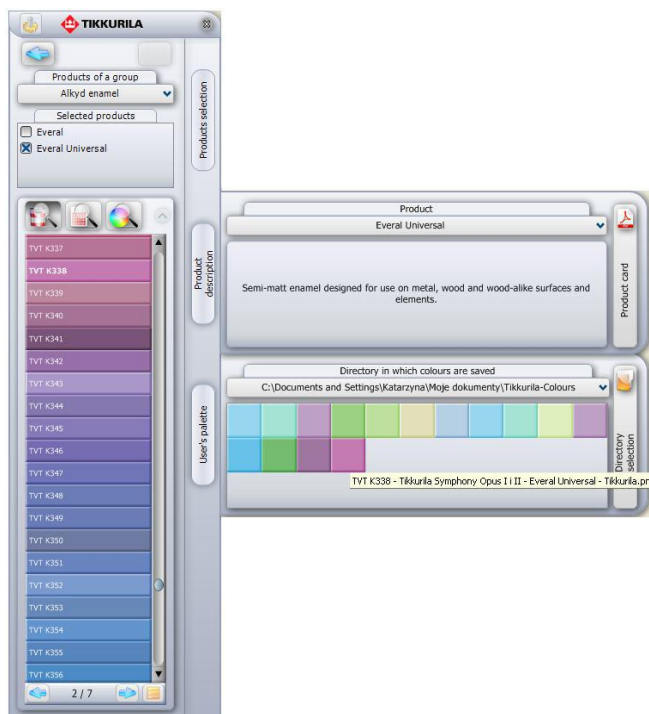 TIKKURILA
Products of a group
Alkyd enamel
Selected products
Everal
Everal Universal
Products selection
TVT K337
TVT K338
TVT K339
TVT K340
TVT K341
TVT K342
TVT K343
TVT K344
TVT K345
TVT K346
TVT K347
TVT K348
TVT K349
TVT K350
TVT K351
TVT K352
TVT K353
TVT K354
TVT K355
TVT K356
2 / 7
Product
description
Product
Everal Universal
Semi-matt enamel designed for use on metal, wood and wood-alike surfaces and
elements.
Product card
User's palette
Directory in which colours are saved
C:\Documents and Settings\Katarzyna\Moje dokumenty\Tikkurila-Colours
Directory
selection
TVT K338 - Tikkurila Symphony Opus I i II - Everal Universal - Tikkurila.pr